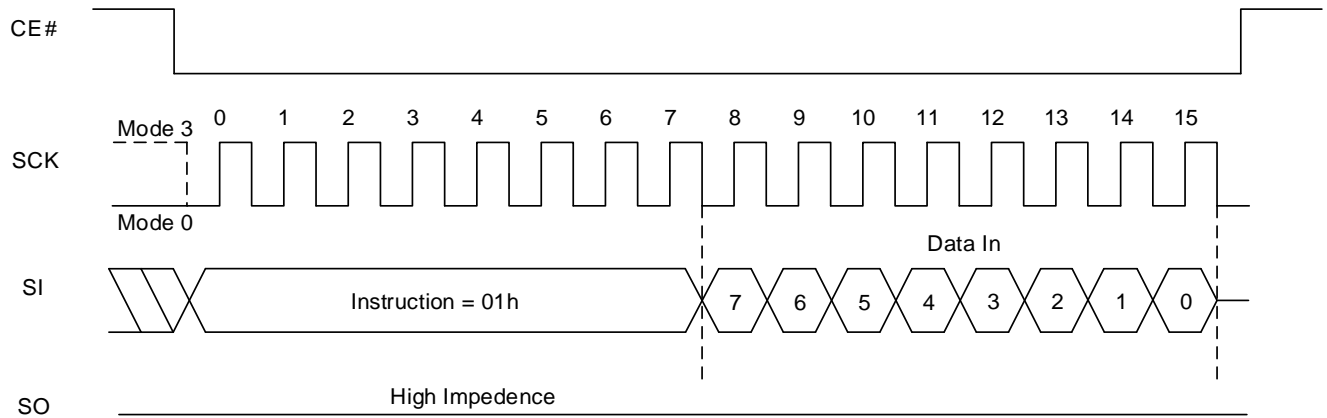 CE#
Mode 3
0 1 2 3 4 5 6 7 8 9 10 11 12 13 14 15
SCK
Mode 0
Data In
SI
Instruction = 01h
7 6 5 4 3 2 1 0
High Impedence
SO